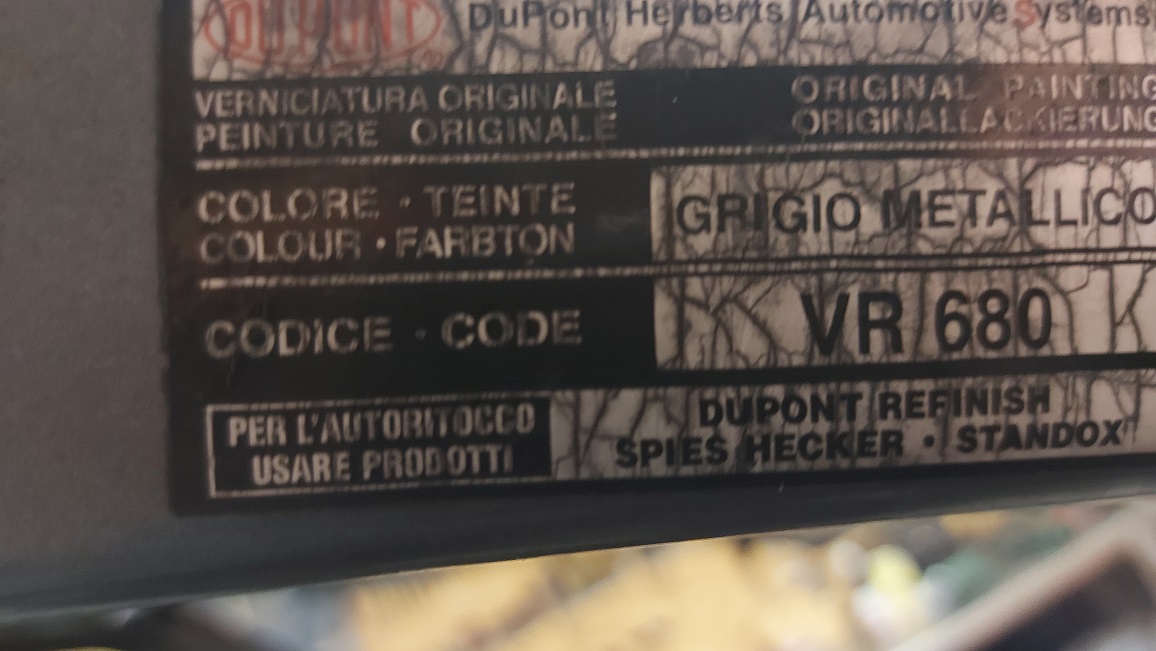 DUPONT ® DuPont Herberts Automotive Systems
VERNICIATURA ORIGINALE ORIGINAL PAINTING
PEINTURE ORIGINALE ORIGINALLACKIERUNG
COLORE · TEINTE
COLOUR · FARBTON
GRIGIO METALLICO
CODICE · CODE
VR 680
PER L'AUTORITOCCO
USARE PRODOTTI
DUPONT REFINISH
SPIES HECKER · STANDOX